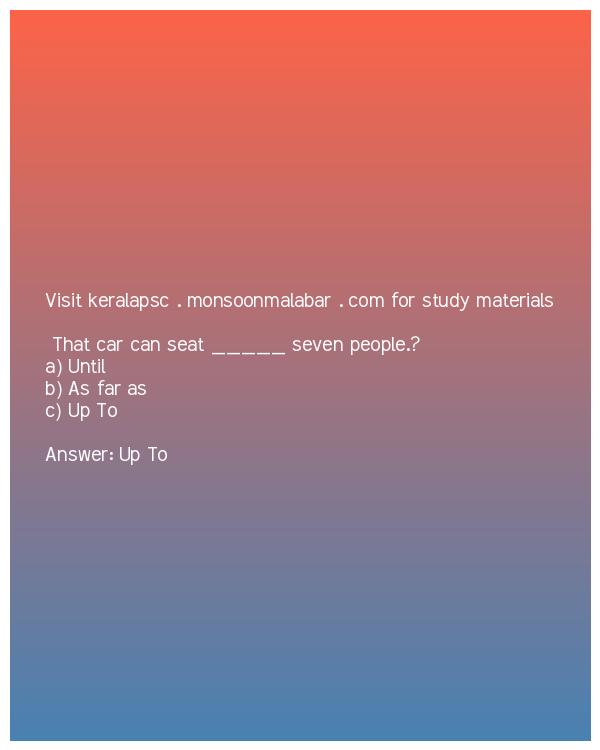 Visit keralapsc . monsoonmalabar . com for study materials
That car can seat _____ seven people.?
a) Until
b) As far as
c) Up To
Answer: Up To